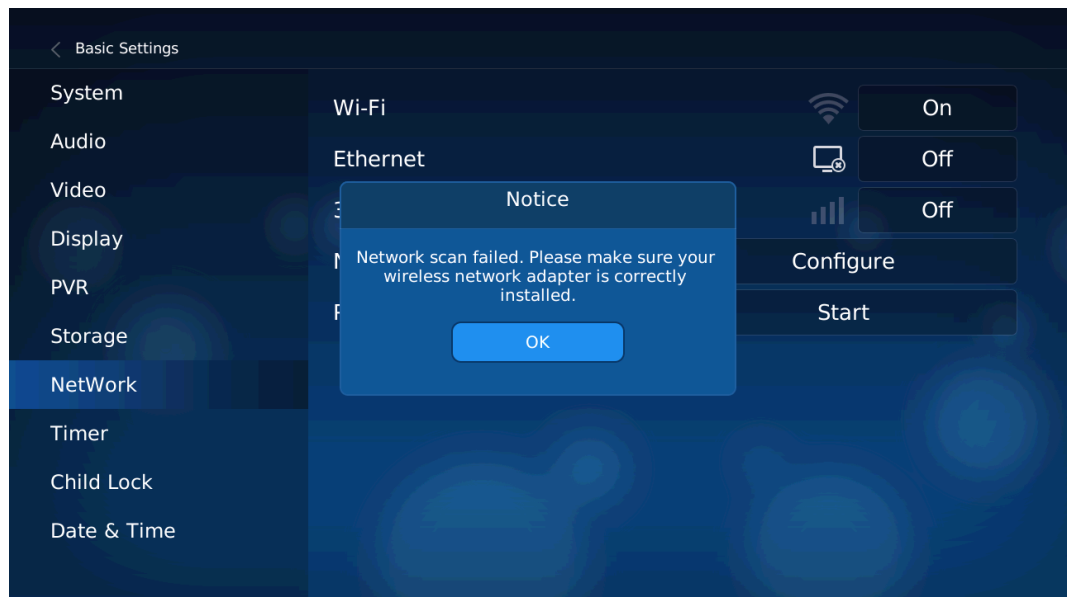 Basic Settings
System
Audio
Video
Display
PVR
Storage
NetWork
Timer
Child Lock
Date & Time
Wi-Fi
On
Ethernet
Off
Off
Configure
Start
Notice
Network scan failed. Please make sure your
wireless network adapter is correctly
installed.
OK